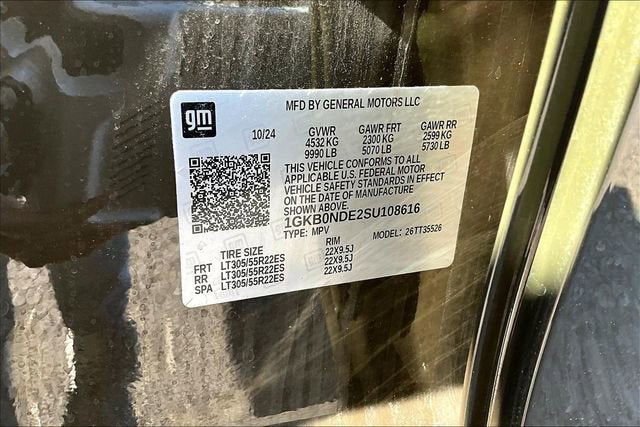 MFD BY GENERAL MOTORS LLC
gm
10/24 GVWR GAWR FRT GAWR RR
4532 KG 2300 KG 2599 KG
9990 LB 5070 LB 5730 LB
THIS VEHICLE CONFORMS TO ALL
APPLICABLE U.S. FEDERAL MOTOR
VEHICLE SAFETY STANDARDS IN EFFECT
ON THE DATE OF MANUFACTURE
SHOWN ABOVE.
1GKB0NDE2SU108616
TYPE: MPV MODEL: 26TT35526
TIRE SIZE RIM
FRT LT305/55R22ES 22X9.5J
RR LT305/55R22ES 22X9.5J
SPA LT305/55R22ES 22X9.5J